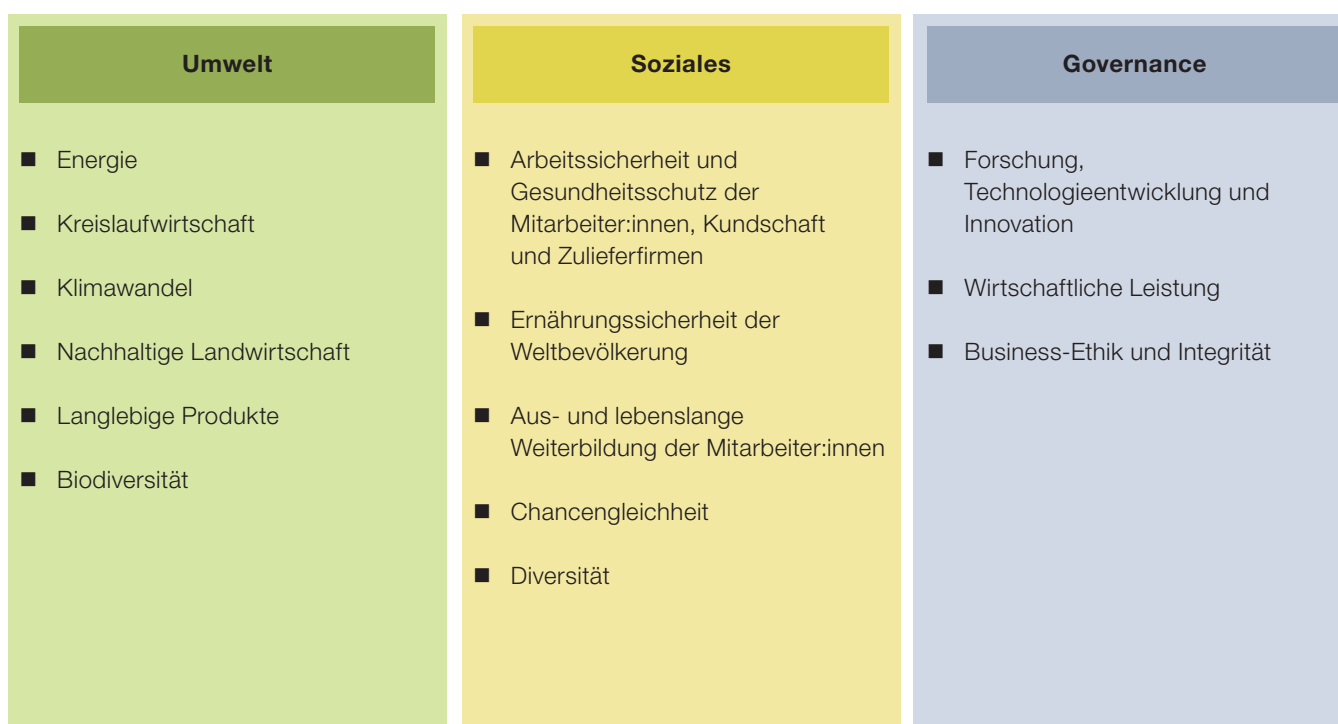 Umwelt
Energie
Kreislaufwirtschaft
Klimawandel
Nachhaltige Landwirtschaft
Langlebige Produkte
Biodiversität
Soziales
Arbeitssicherheit und
Gesundheitsschutz der
Mitarbeiter:innen, Kundschaft
und Zulieferfirmen
Ernährungssicherheit der
Weltbevölkerung
Aus- und lebenslange
Weiterbildung der Mitarbeiter:innen
Chancengleichheit
Diversität
Governance
Forschung,
Technologieentwicklung und
Innovation
Wirtschaftliche Leistung
Business-Ethik und Integrität